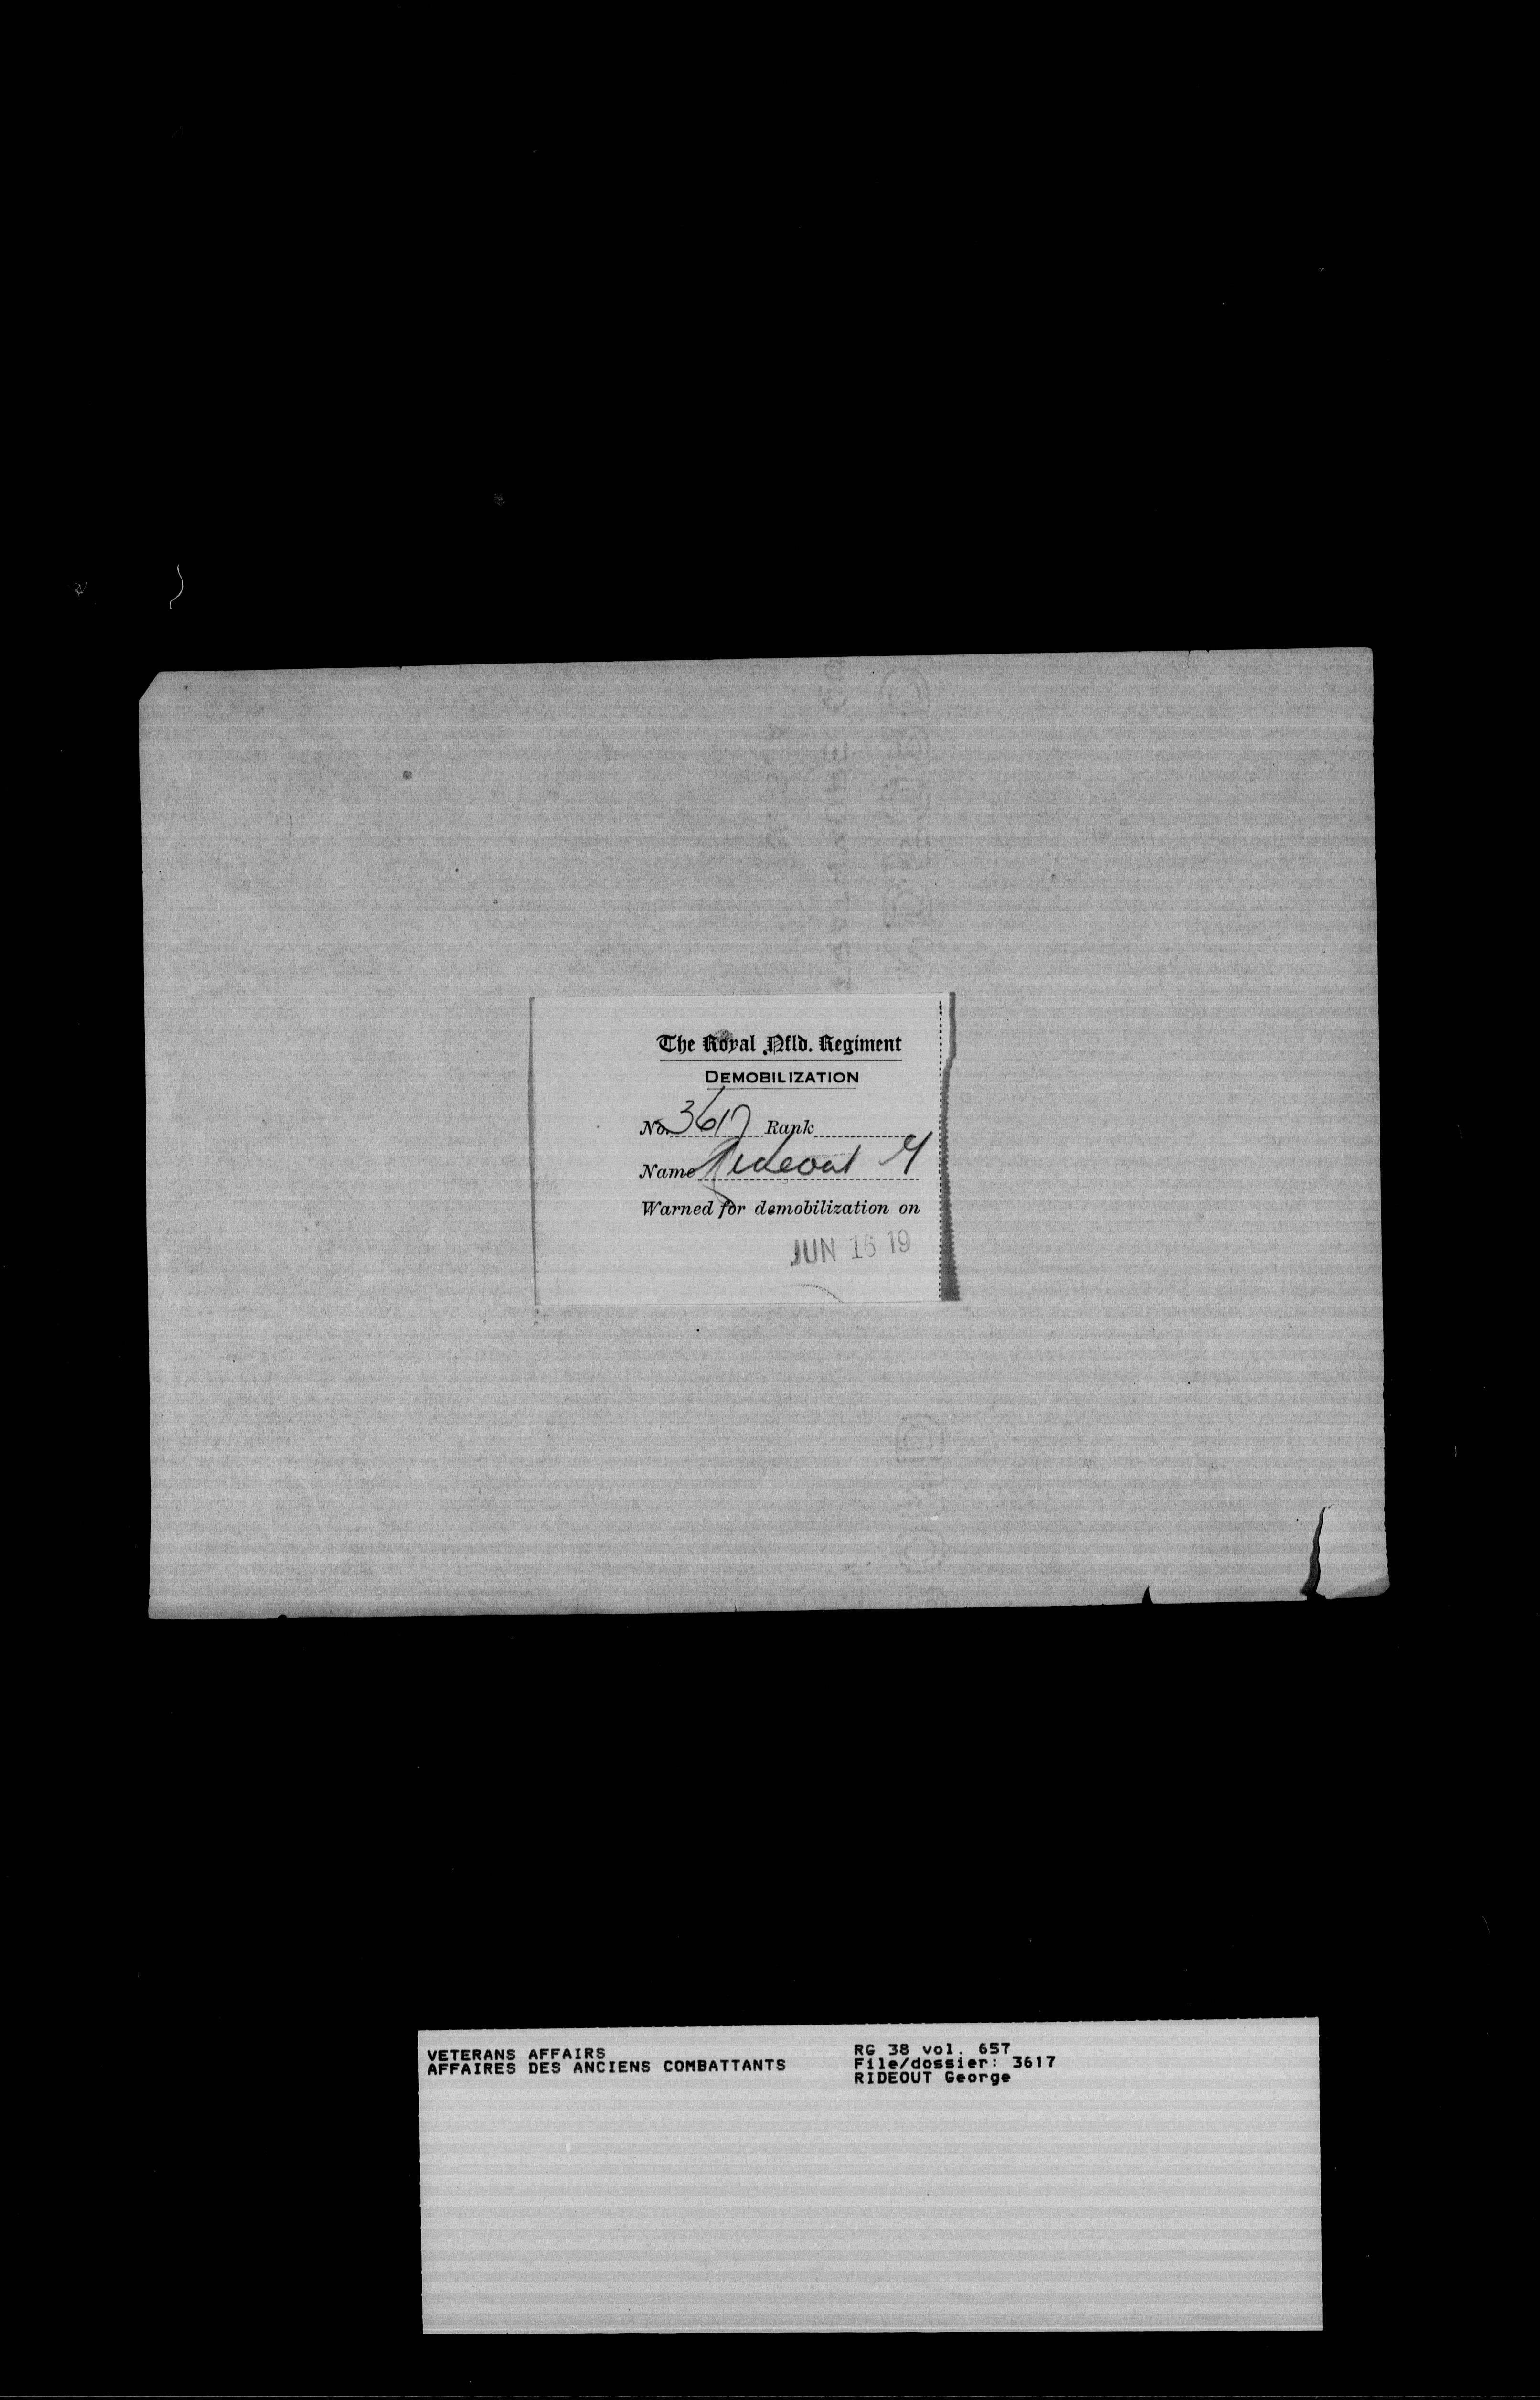 The Royal Nfld. Regiment
DEMOBILIZATION
No. 3617 Rank
Name Rideout G
Warned for demobilization on
JUN 16 19
VETERANS AFFAIRS
AFFAIRES DES ANCIENS COMBATTANTS
RG 38 vol. 657
File/dossier: 3617
RIDEOUT George